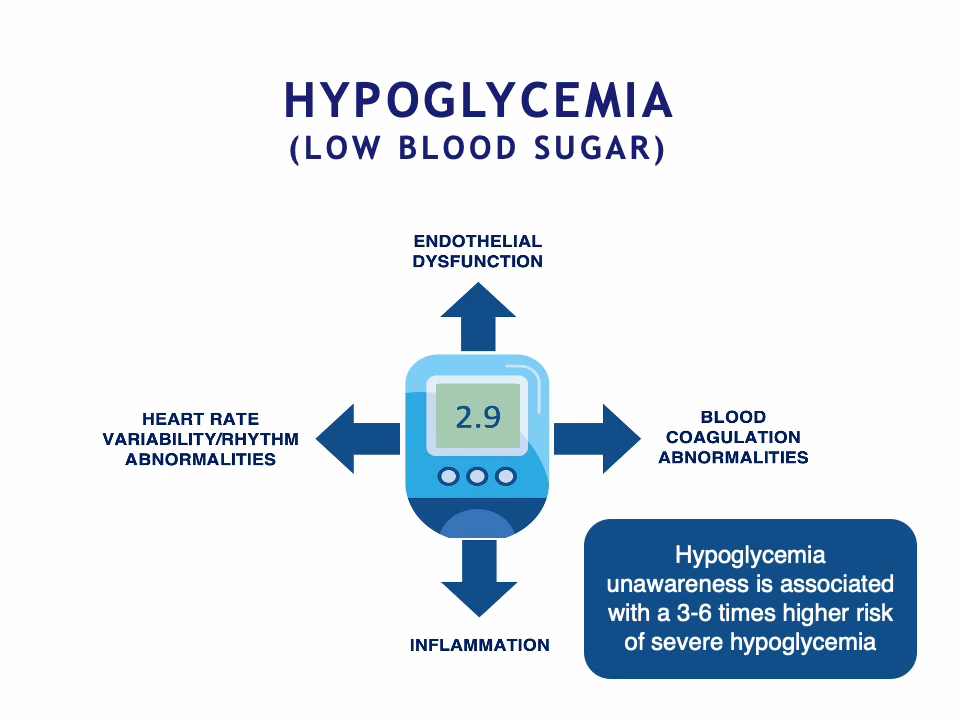 HYPOGLYCEMIA
(LOW BLOOD SUGAR)
ENDOTHELIAL
DYSFUNCTION
2.9
HEART RATE
VARIABILITY/RHYTHM
ABNORMALITIES
BLOOD
COAGULATION
ABNORMALITIES
INFLAMMATION
Hypoglycemia
unawareness is associated
with a 3-6 times higher risk
of severe hypoglycemia